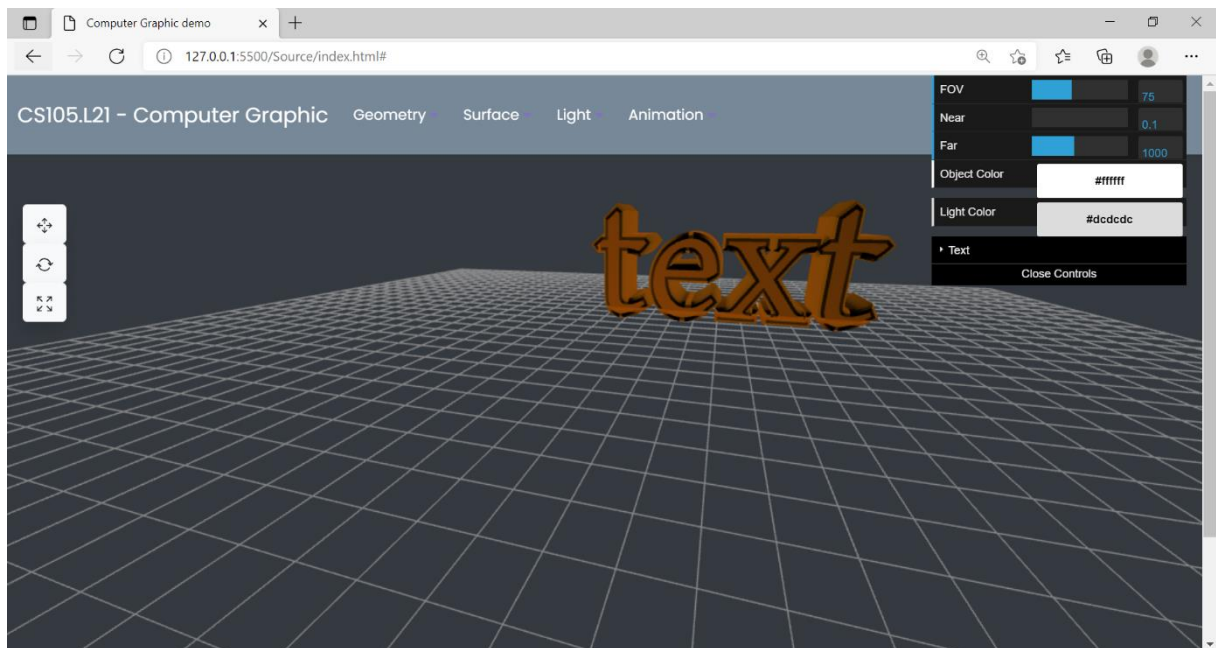 Computer Graphic demo
127.0.0.1:5500/Source/index.html#
CS105.L21 - Computer Graphic Geometry Surface Light Animation
FOV 75
Near 0.1
Far 1000
Object Color #ffffff
Light Color #dcdcdc
Text
Close Controls
text